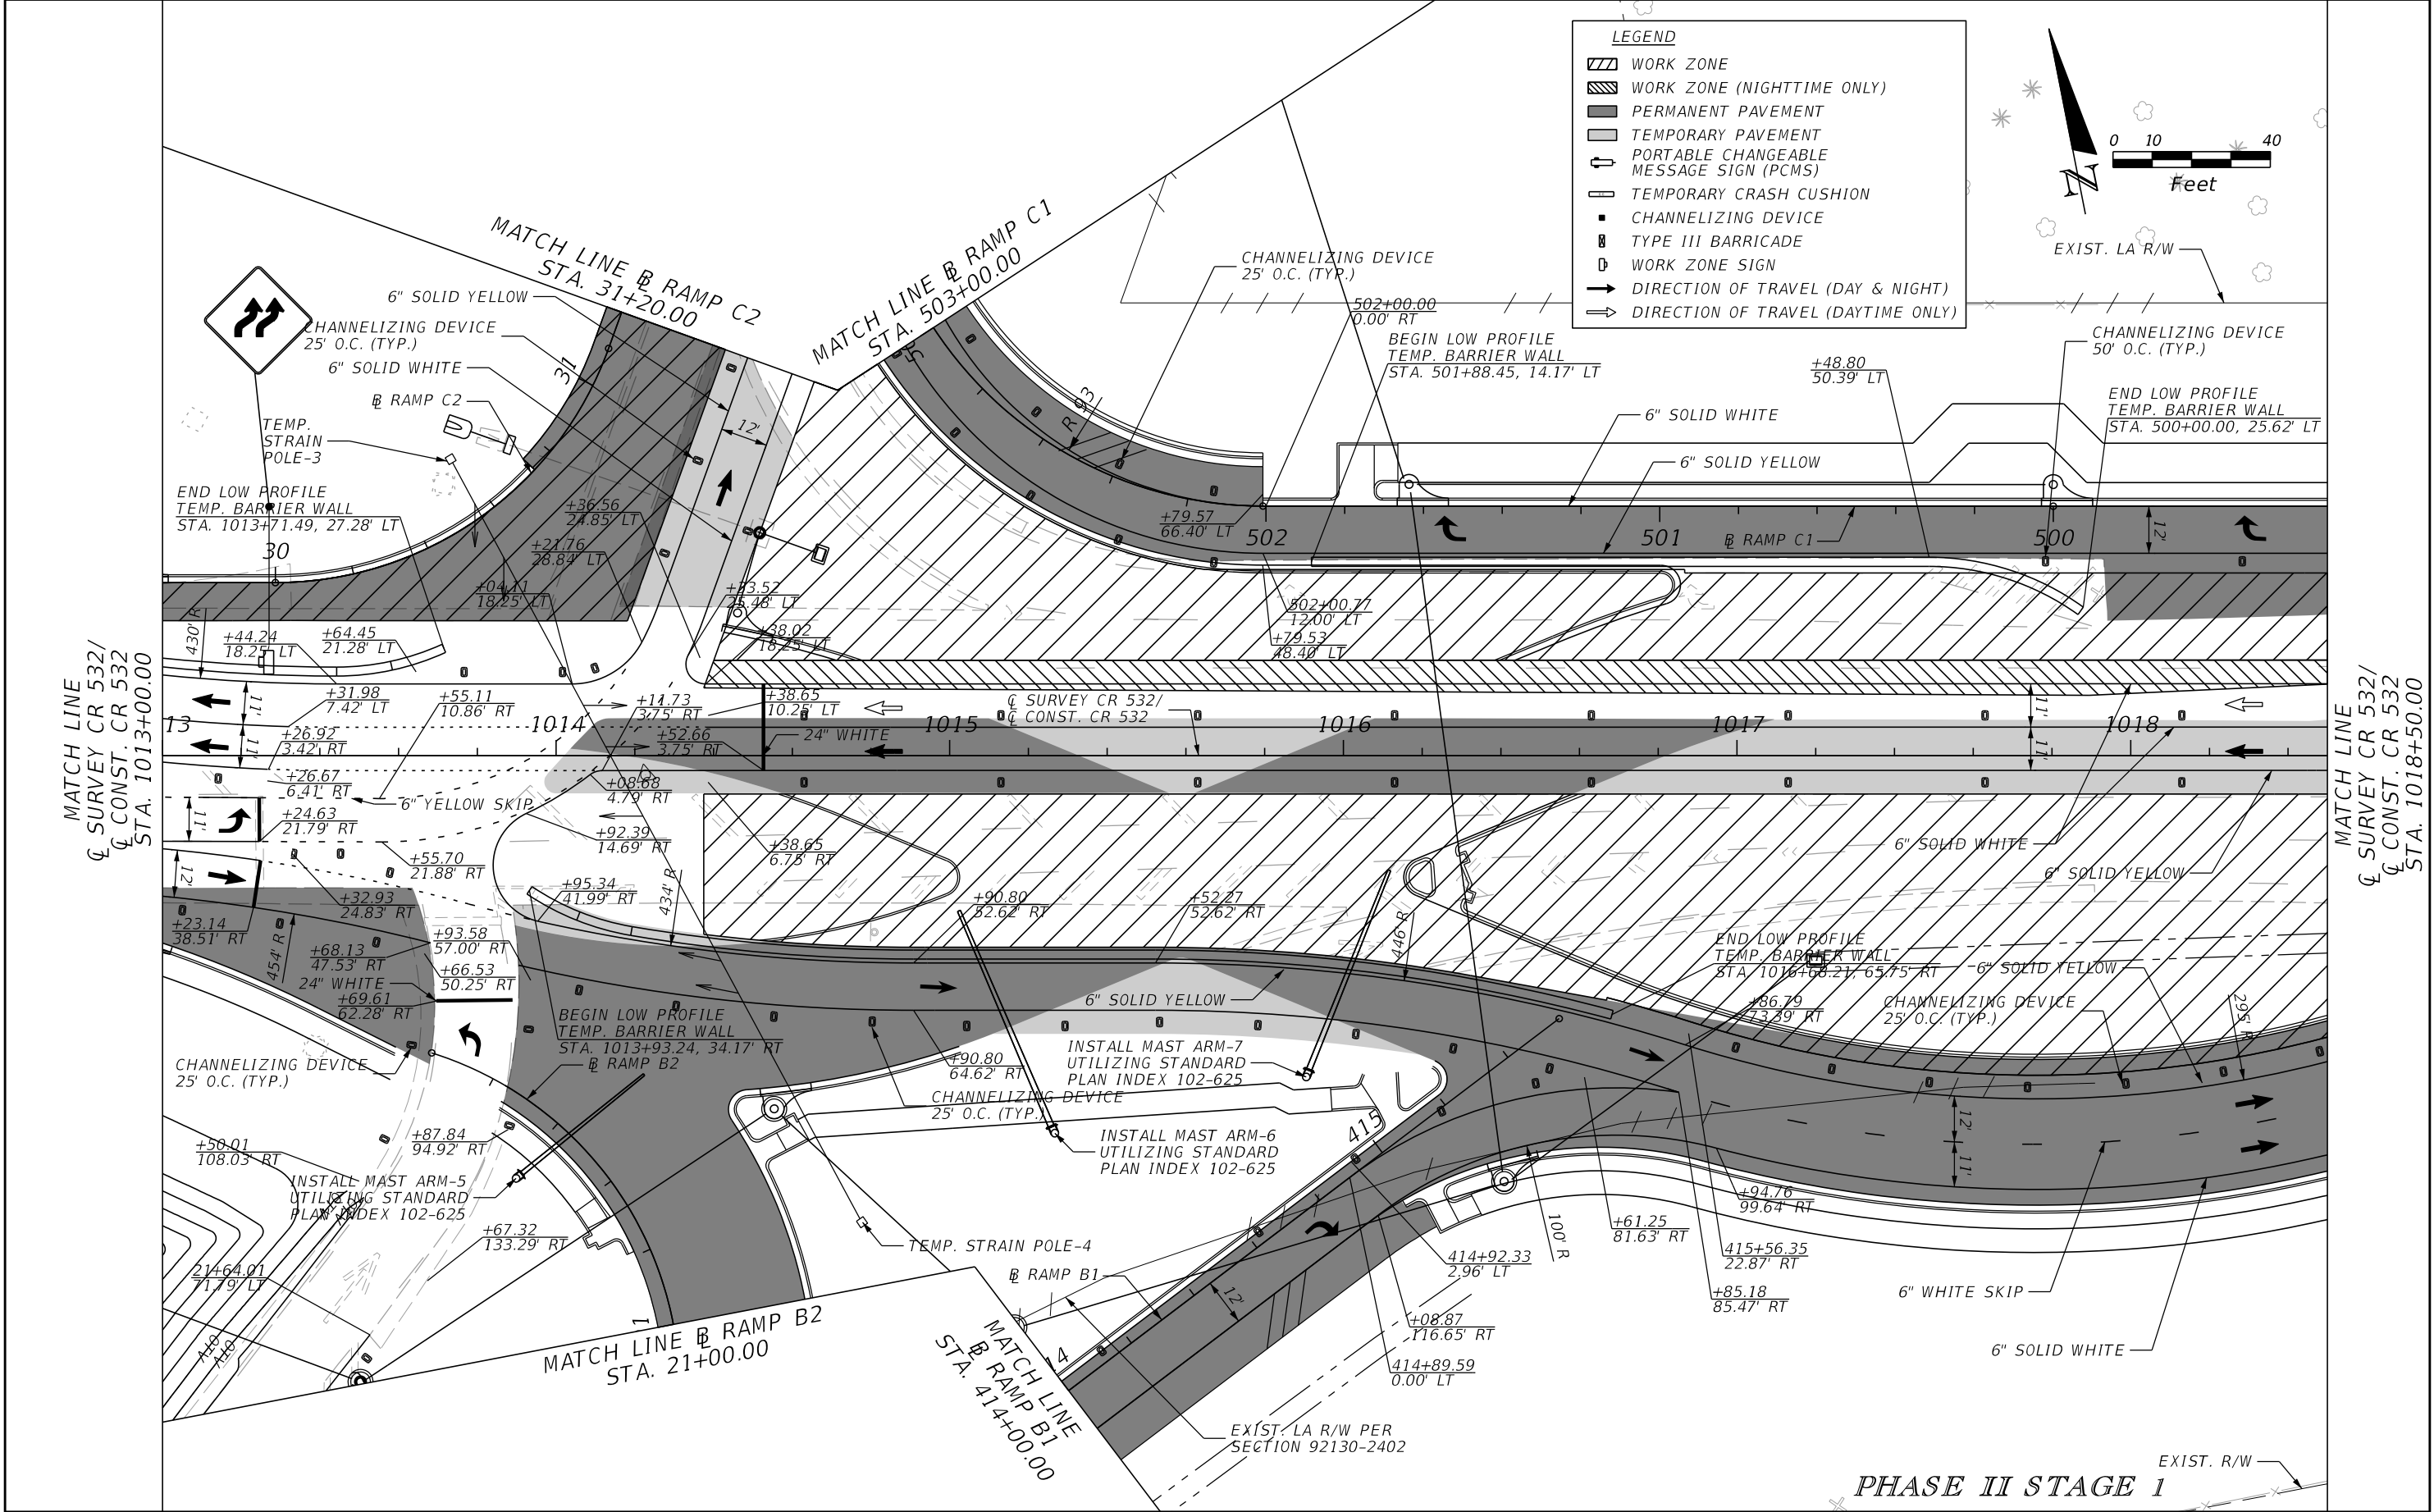 LEGEND
WORK ZONE
WORK ZONE (NIGHTTIME ONLY)
PERMANENT PAVEMENT
TEMPORARY PAVEMENT
PORTABLE CHANGEABLE
MESSAGE SIGN (PCMS)
TEMPORARY CRASH CUSHION
CHANNELIZING DEVICE
TYPE III BARRICADE
WORK ZONE SIGN
DIRECTION OF TRAVEL (DAY & NIGHT)
DIRECTION OF TRAVEL (DAYTIME ONLY)
N
0 10 40
Feet
EXIST. LA R/W
MATCH LINE ℄ RAMP C2
STA. 31+20.00
MATCH LINE ℄ RAMP C1
STA. 503+00.00
6" SOLID YELLOW
CHANNELIZING DEVICE
25' O.C. (TYP.)
6" SOLID WHITE
31
RAMP C2
TEMP.
STRAIN
POLE-3
END LOW PROFILE
TEMP. BARRIER WALL
STA. 1013+71.49, 27.28' LT
30
12'
R 93
CHANNELIZING DEVICE
25' O.C. (TYP.)
502+00.00
0.00' RT
BEGIN LOW PROFILE
TEMP. BARRIER WALL
STA. 501+88.45, 14.17' LT
+48.80
50.39' LT
CHANNELIZING DEVICE
50' O.C. (TYP.)
END LOW PROFILE
TEMP. BARRIER WALL
STA. 500+00.00, 25.62' LT
6" SOLID WHITE
6" SOLID YELLOW
+36.56
24.85' LT
+21.76
28.84' LT
+04.11
18.25' LT
+79.57
66.40' LT
502
501
RAMP C1
500
12'
+33.52
25.48' LT
+38.02
18.25' LT
502+00.77
12.00' LT
+79.53
48.40' LT
430' R
+44.24
18.25' LT
+64.45
21.28' LT
+31.98
7.42' LT
+55.11
10.86' RT
+11.73
3.75' RT
+38.65
10.25' LT
℄ SURVEY CR 532/
℄ CONST. CR 532
11'
11'
11'
11'
13
1014
1015
1016
1017
1018
+26.92
3.42' RT
+52.66
3.75' RT
24" WHITE
+26.67
6.41' RT
6" YELLOW SKIP
+08.68
4.79' RT
11'
+24.63
21.79' RT
+92.39
14.69' RT
+38.65
6.75' RT
6" SOLID WHITE
+55.70
21.88' RT
6" SOLID YELLOW
12'
+32.93
24.83' RT
+95.34
41.99' RT
434' R
+90.80
52.62' RT
+52.27
52.62' RT
+23.14
38.51' RT
454' R
+93.58
57.00' RT
+68.13
47.53' RT
+66.53
50.25' RT
24" WHITE
+69.61
62.28' RT
446' R
END LOW PROFILE
TEMP. BARRIER WALL
STA. 1016+68.21, 65.75' RT
6" SOLID YELLOW
6" SOLID YELLOW
+86.79
73.39' RT
CHANNELIZING DEVICE
25' O.C. (TYP.)
295' R
BEGIN LOW PROFILE
TEMP. BARRIER WALL
STA. 1013+93.24, 34.17' RT
RAMP B2
CHANNELIZING DEVICE
25' O.C. (TYP.)
+90.80
64.62' RT
INSTALL MAST ARM-7
UTILIZING STANDARD
PLAN INDEX 102-625
CHANNELIZING DEVICE
25' O.C. (TYP.)
INSTALL MAST ARM-6
UTILIZING STANDARD
PLAN INDEX 102-625
415
12'
11'
+50.01
108.03' RT
+87.84
94.92' RT
INSTALL MAST ARM-5
UTILIZING STANDARD
PLAN INDEX 102-625
+67.32
133.29' RT
21+64.01
71.79' LT
TEMP. STRAIN POLE-4
RAMP B1
12'
100' R
414+92.33
2.96' LT
+61.25
81.63' RT
+94.76
99.64' RT
415+56.35
22.87' RT
+85.18
85.47' RT
6" WHITE SKIP
+08.87
116.65' RT
414+89.59
0.00' LT
6" SOLID WHITE
A10
A10
MATCH LINE ℄ RAMP B2
STA. 21+00.00
MATCH LINE
℄ RAMP B1
STA. 414+00.00
14
EXIST. LA R/W PER
SECTION 92130-2402
EXIST. R/W
PHASE II STAGE 1
MATCH LINE
℄ SURVEY CR 532/
℄ CONST. CR 532
STA. 1013+00.00
MATCH LINE
℄ SURVEY CR 532/
℄ CONST. CR 532
STA. 1018+50.00